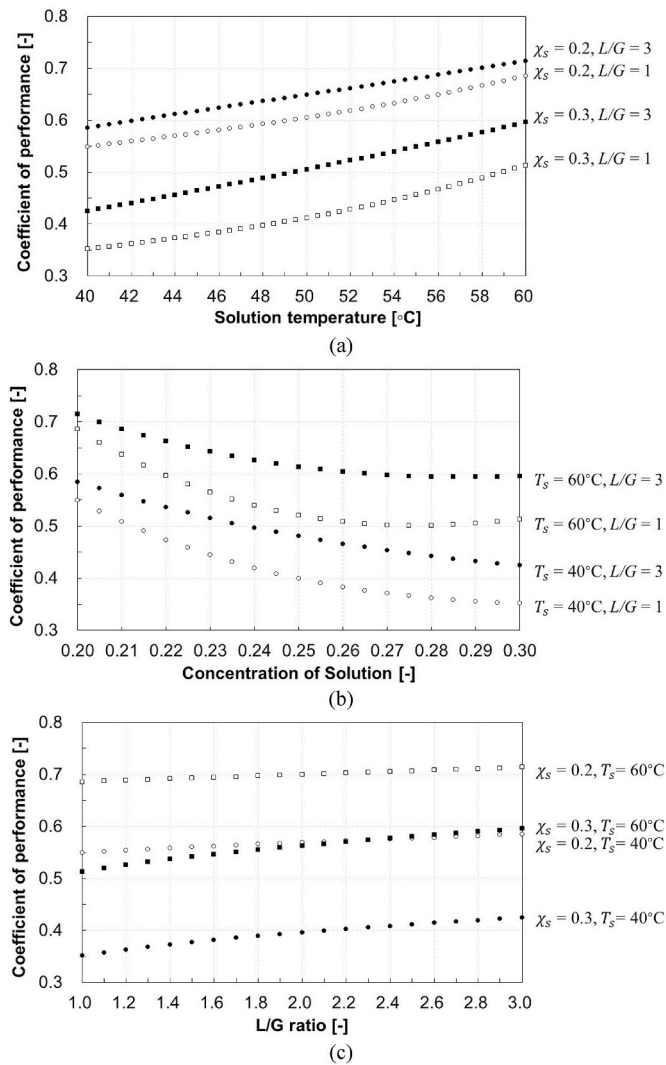 Coefficient of performance [-]
0.8
0.7
0.6
0.5
0.4
0.3
χs = 0.2, L/G = 3
χs = 0.2, L/G = 1
χs = 0.3, L/G = 3
χs = 0.3, L/G = 1
40 42 44 46 48 50 52 54 56 58 60
Solution temperature [◦C]
(a)
Coefficient of performance [-]
0.8
0.7
0.6
0.5
0.4
0.3
Ts = 60°C, L/G = 3
Ts = 60°C, L/G = 1
Ts = 40°C, L/G = 3
Ts = 40°C, L/G = 1
0.20 0.21 0.22 0.23 0.24 0.25 0.26 0.27 0.28 0.29 0.30
Concentration of Solution [-]
(b)
Coefficient of performance [-]
0.8
0.7
0.6
0.5
0.4
0.3
χs = 0.2, Ts= 60°C
χs = 0.3, Ts= 60°C
χs = 0.2, Ts= 40°C
χs = 0.3, Ts= 40°C
1.0 1.2 1.4 1.6 1.8 2.0 2.2 2.4 2.6 2.8 3.0
L/G ratio [-]
(c)